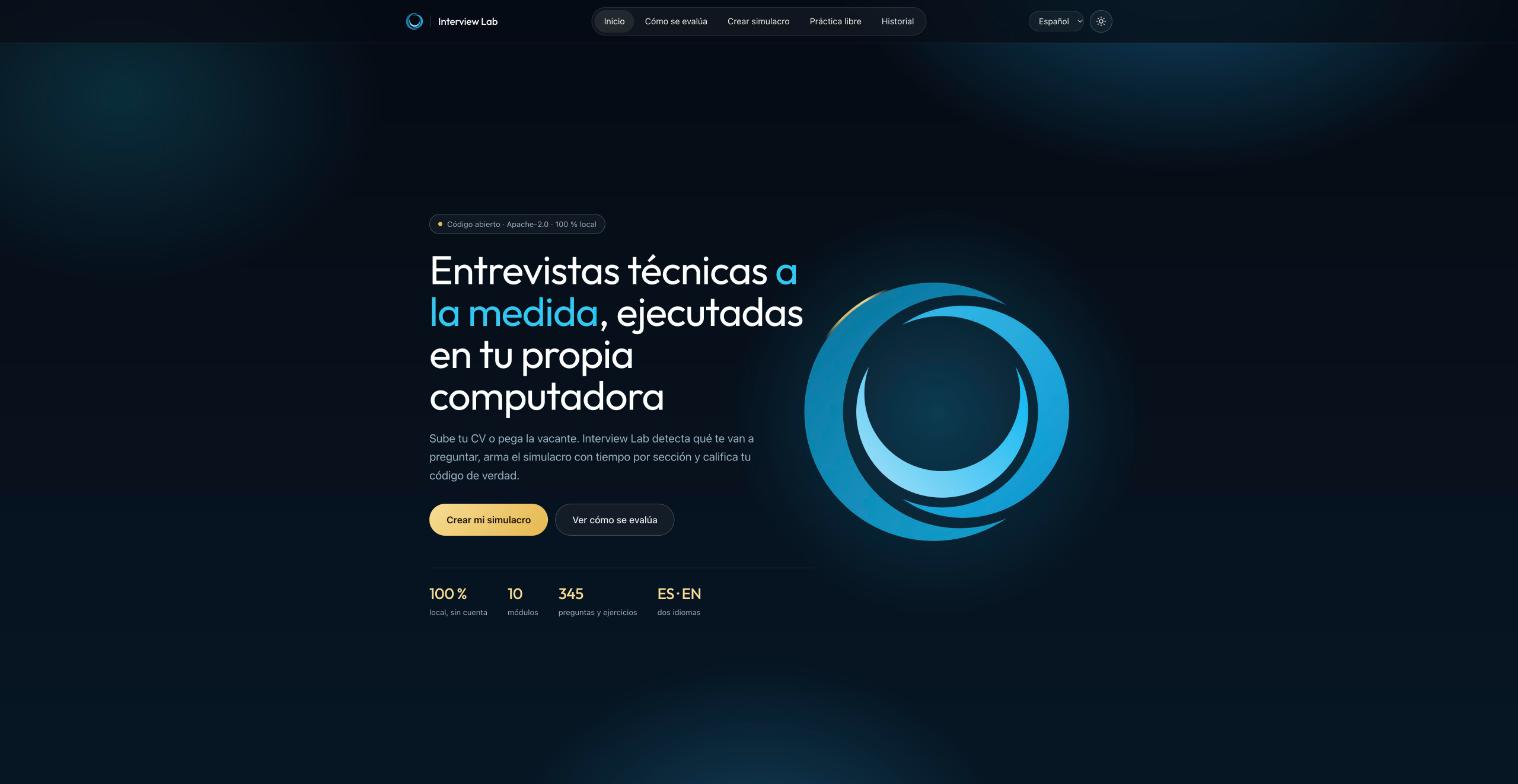 Interview Lab
Inicio
Cómo se evalúa
Crear simulacro
Práctica libre
Historial
Español
Código abierto · Apache-2.0 · 100 % local
Entrevistas técnicas a
la medida, ejecutadas
en tu propia
computadora
Sube tu CV o pega la vacante. Interview Lab detecta qué te van a
preguntar, arma el simulacro con tiempo por sección y califica tu
código de verdad.
Crear mi simulacro
Ver cómo se evalúa
100 %
local, sin cuenta
10
módulos
345
preguntas y ejercicios
ES·EN
dos idiomas